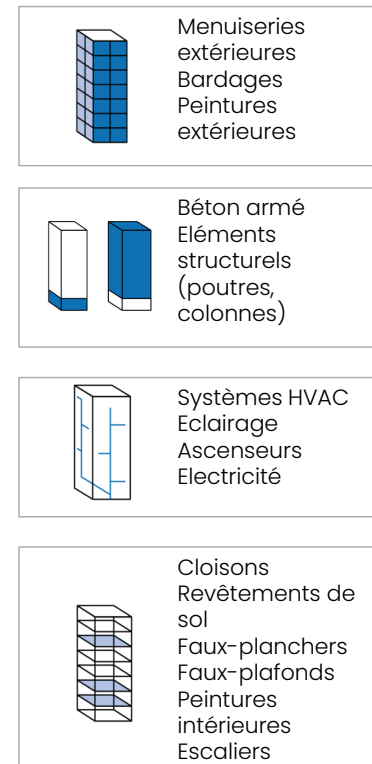 Menuiseries
extérieures
Bardages
Peintures
extérieures
Béton armé
Eléments
structurels
(poutres,
colonnes)
Systèmes HVAC
Eclairage
Ascenseurs
Electricité
Cloisons
Revêtements de
sol
Faux-planchers
Faux-plafonds
Peintures
intérieures
Escaliers